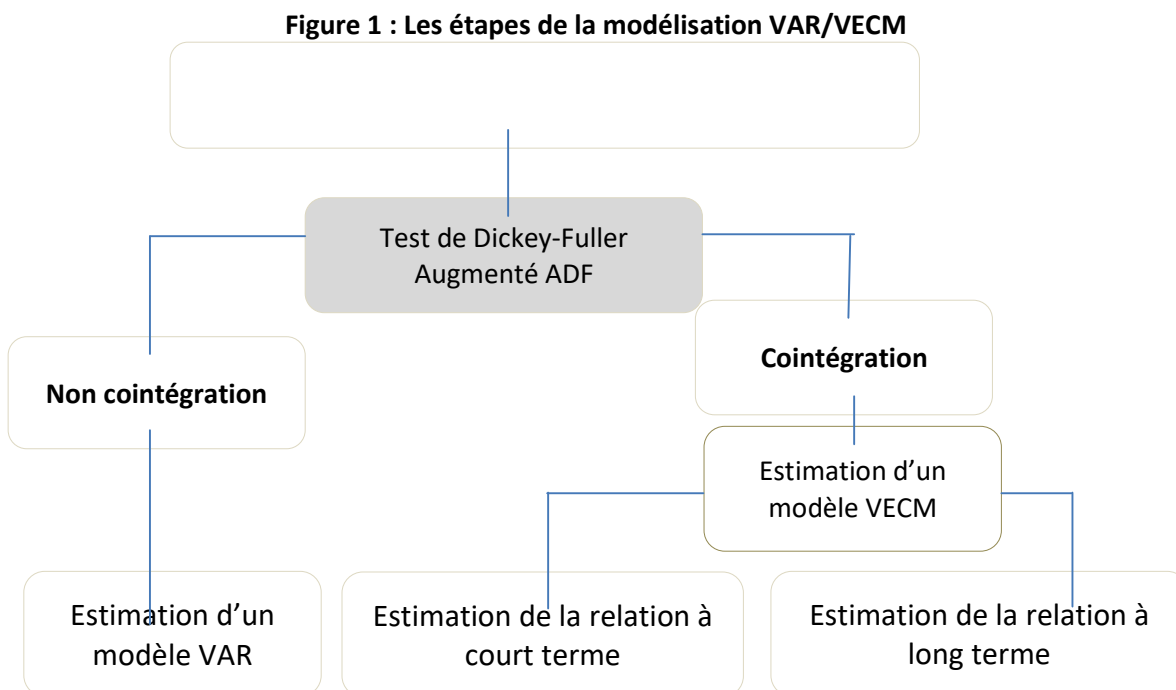 Figure 1 : Les étapes de la modélisation VAR/VECM
Test de Dickey-Fuller
Augmenté ADF
Non cointégration
Cointégration
Estimation d’un
modèle VECM
Estimation d’un
modèle VAR
Estimation de la relation à
court terme
Estimation de la relation à
long terme